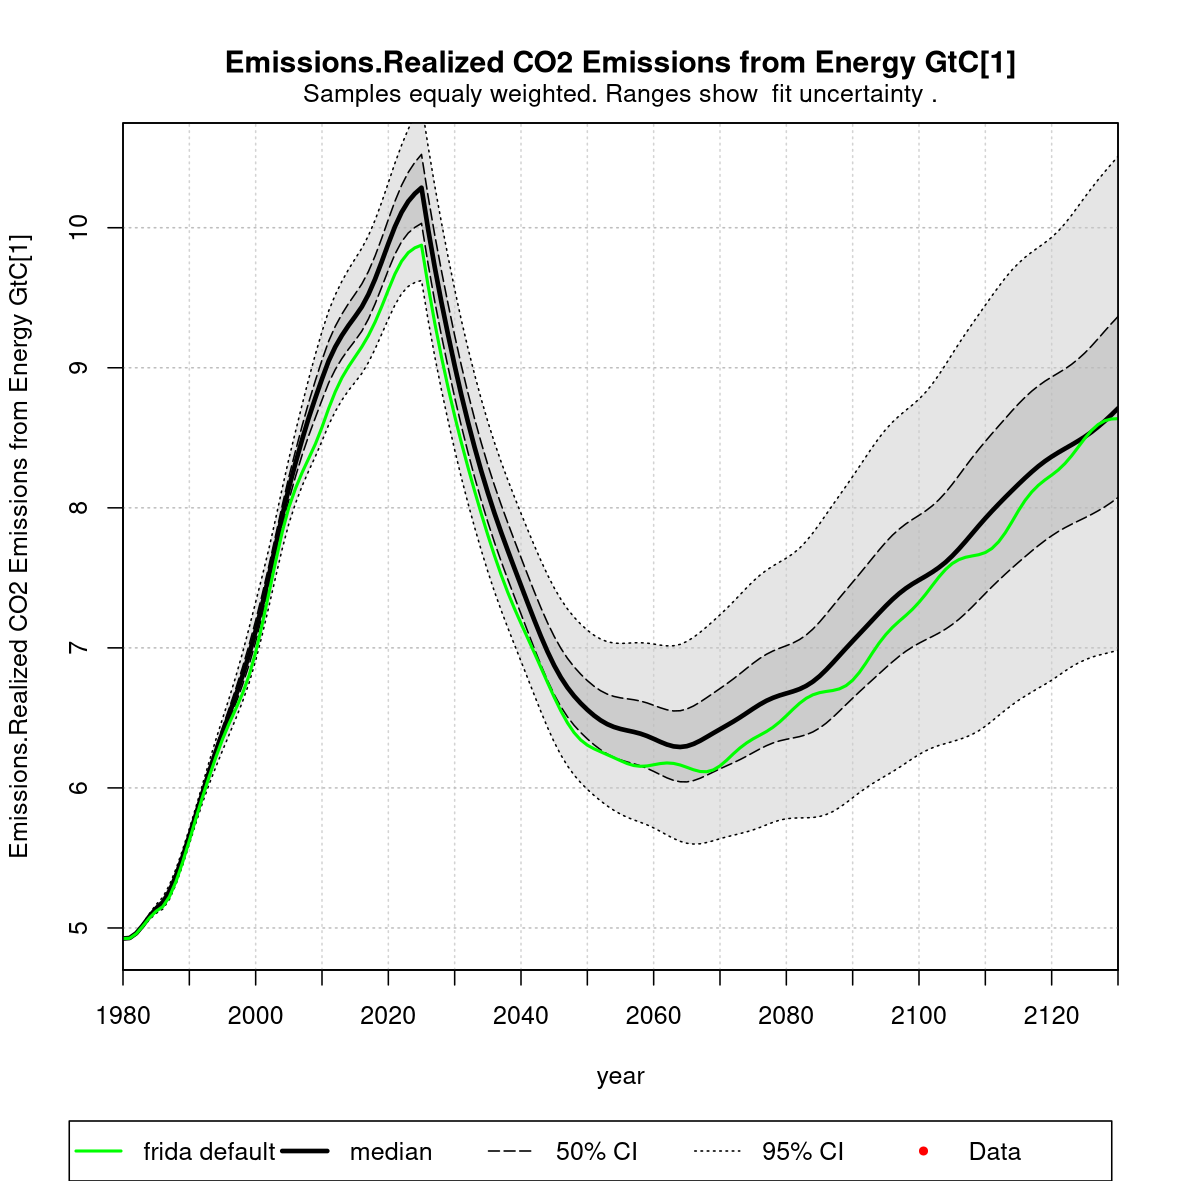 Emissions.Realized CO2 Emissions from Energy GtC[1]
Samples equaly weighted. Ranges show  fit uncertainty .
Emissions.Realized CO2 Emissions from Energy GtC[1]
10
9
8
7
6
5
1980 2000 2020 2040 2060 2080 2100 2120
year
frida default median 50% CI 95% CI Data